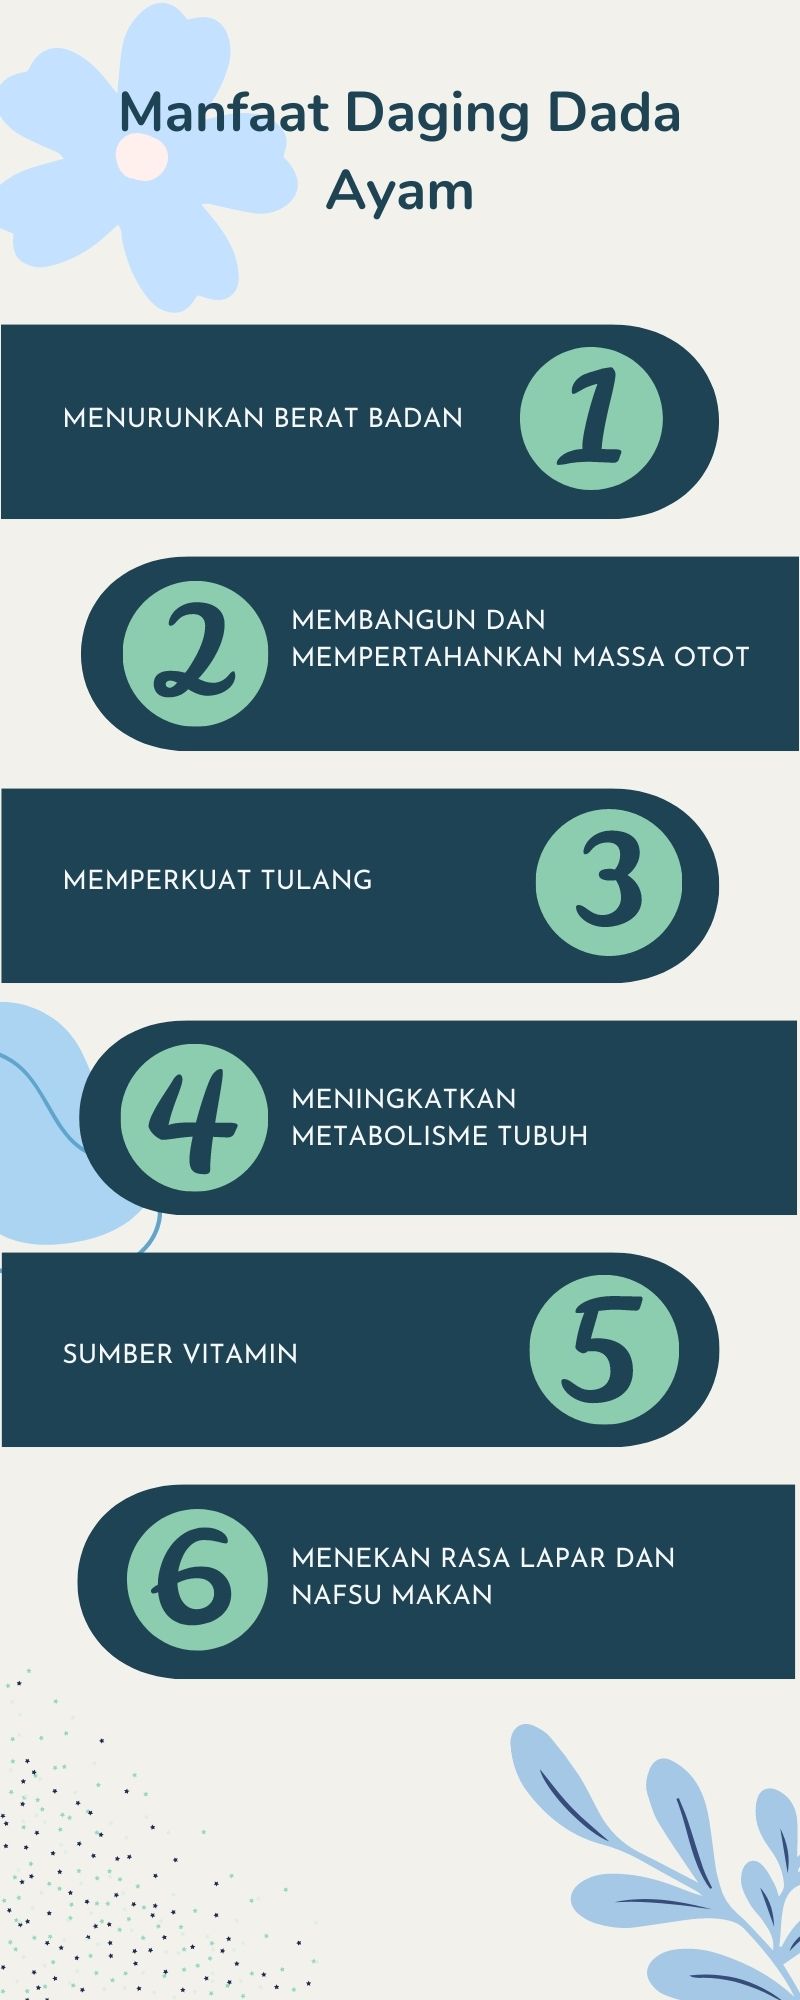 Manfaat Daging Dada
Ayam
1
MENURUNKAN BERAT BADAN
2
MEMBANGUN DAN
MEMPERTAHANKAN MASSA OTOT
3
MEMPERKUAT TULANG
4
MENINGKATKAN
METABOLISME TUBUH
5
SUMBER VITAMIN
6
MENEKAN RASA LAPAR DAN
NAFSU MAKAN